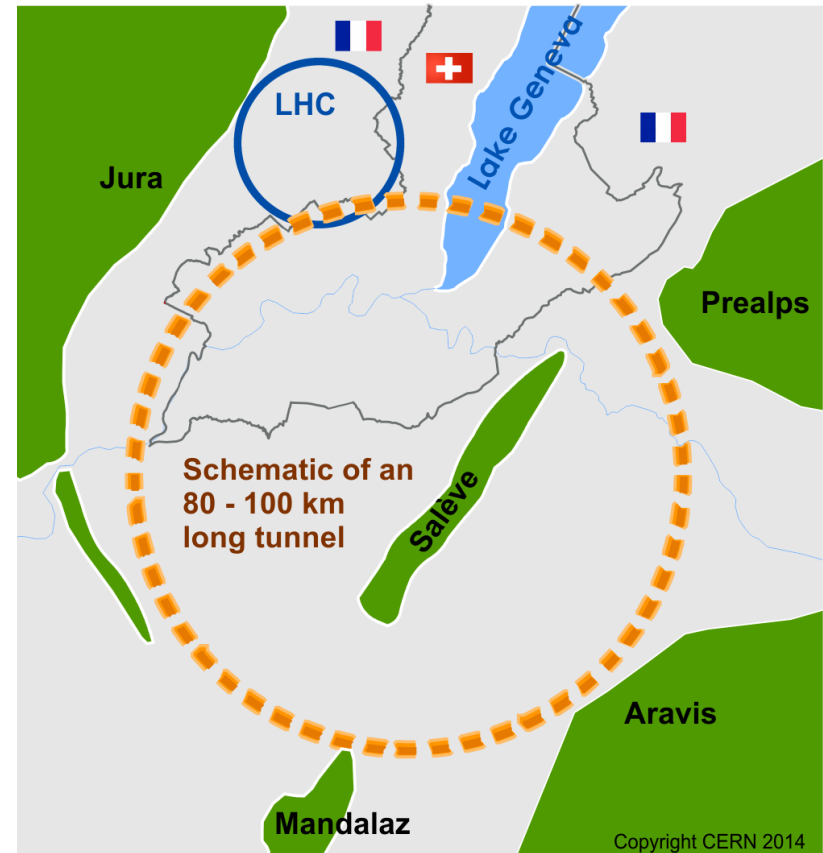 LHC
Lake Geneva
Jura
Prealps
Schematic of an
80 - 100 km
long tunnel
Salève
Aravis
Mandalaz
Copyright CERN 2014